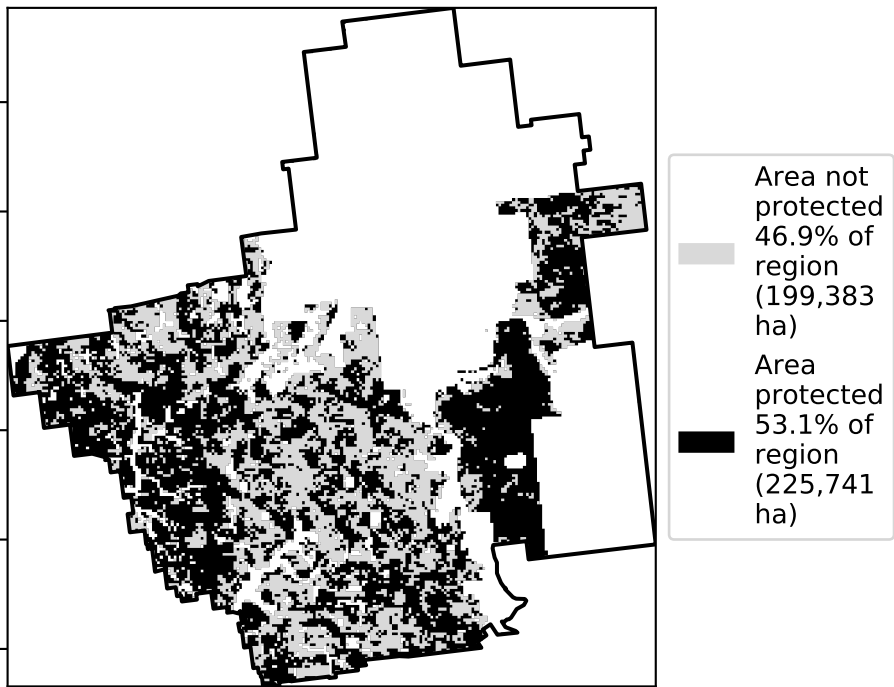 Area not
protected
46.9% of
region
(199,383
ha)
Area
protected
53.1% of
region
(225,741
ha)